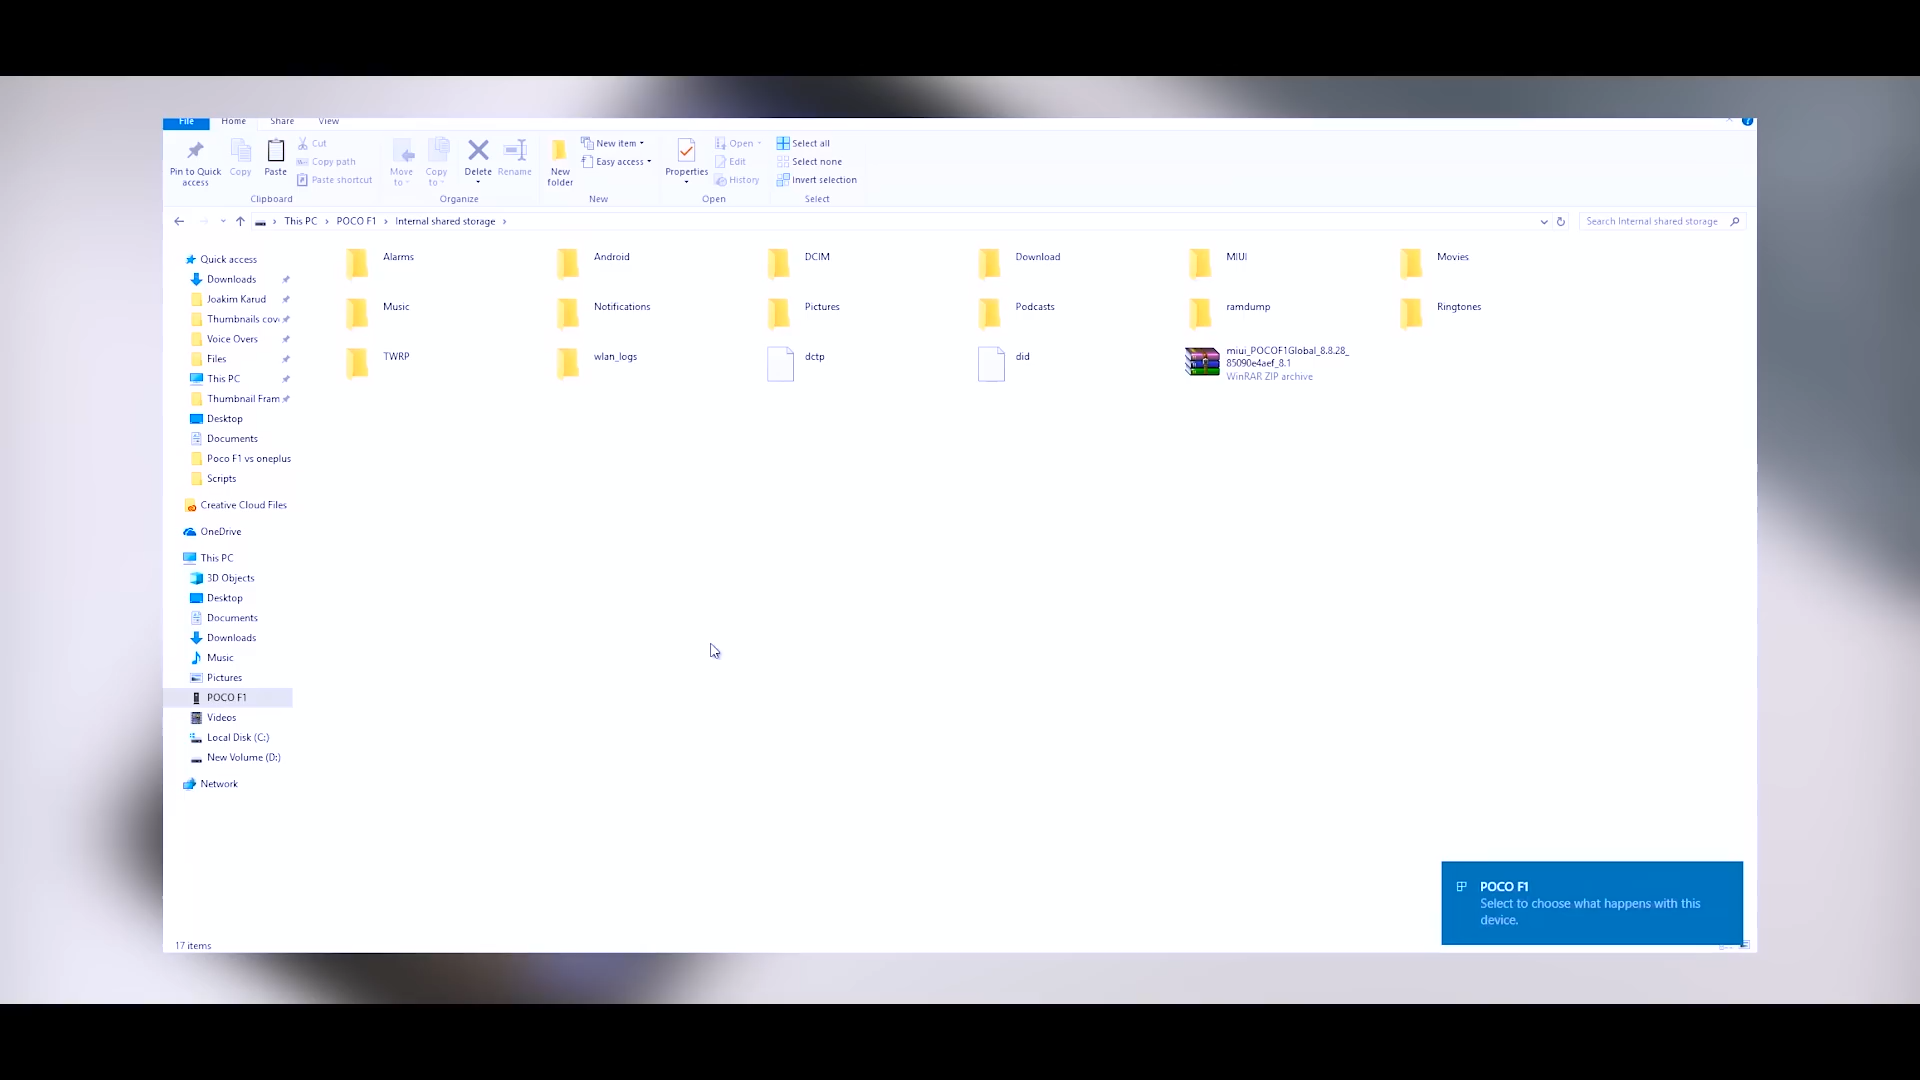 File Home Share View
Pin to Quick access
Copy
Paste
Cut
Copy path
Paste shortcut
Clipboard
Move to
Copy to
Delete
Rename
Organize
New folder
New item
Easy access
New
Properties
Open
Edit
History
Open
Select all
Select none
Invert selection
Select
This PC > POCO F1 > Internal shared storage >
Search Internal shared storage
Quick access
Downloads
Joakim Karud
Thumbnails cov
Voice Overs
Files
This PC
Thumbnail Fram
Desktop
Documents
Poco F1 vs oneplus
Scripts
Creative Cloud Files
OneDrive
This PC
3D Objects
Desktop
Documents
Downloads
Music
Pictures
POCO F1
Videos
Local Disk (C:)
New Volume (D:)
Network
Alarms
Android
DCIM
Download
MIUI
Movies
Music
Notifications
Pictures
Podcasts
ramdump
Ringtones
TWRP
wlan_logs
dctp
did
miui_POCOF1Global_8.8.28_
85090e4aef_8.1
WinRAR ZIP archive
POCO F1
Select to choose what happens with this
device.
17 items